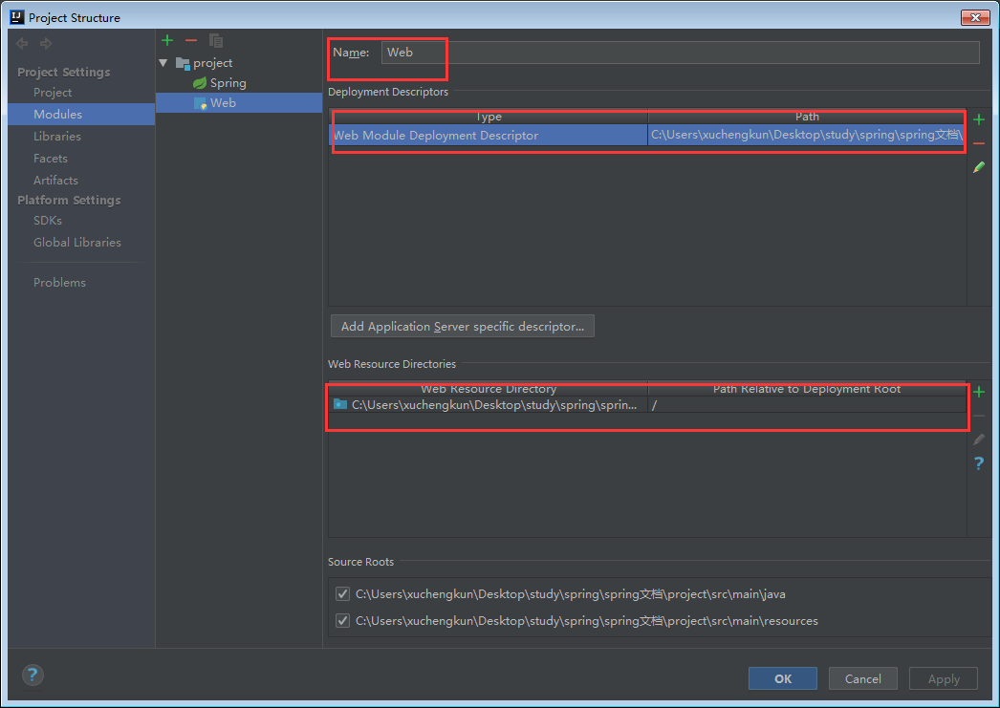 Project Structure
Project Settings
Project
Modules
Libraries
Facets
Artifacts
Platform Settings
SDKs
Global Libraries
Problems
project
Spring
Web
Name: Web
Deployment Descriptors
Type Path
Web Module Deployment Descriptor C:\Users\xuchengkun\Desktop\study\spring\spring文档\
Add Application Server specific descriptor...
Web Resource Directories
Web Resource Directory Path Relative to Deployment Root
C:\Users\xuchengkun\Desktop\study\spring\sprin... /
Source Roots
C:\Users\xuchengkun\Desktop\study\spring\spring文档\project\src\main\java
C:\Users\xuchengkun\Desktop\study\spring\spring文档\project\src\main\resources
OK Cancel Apply